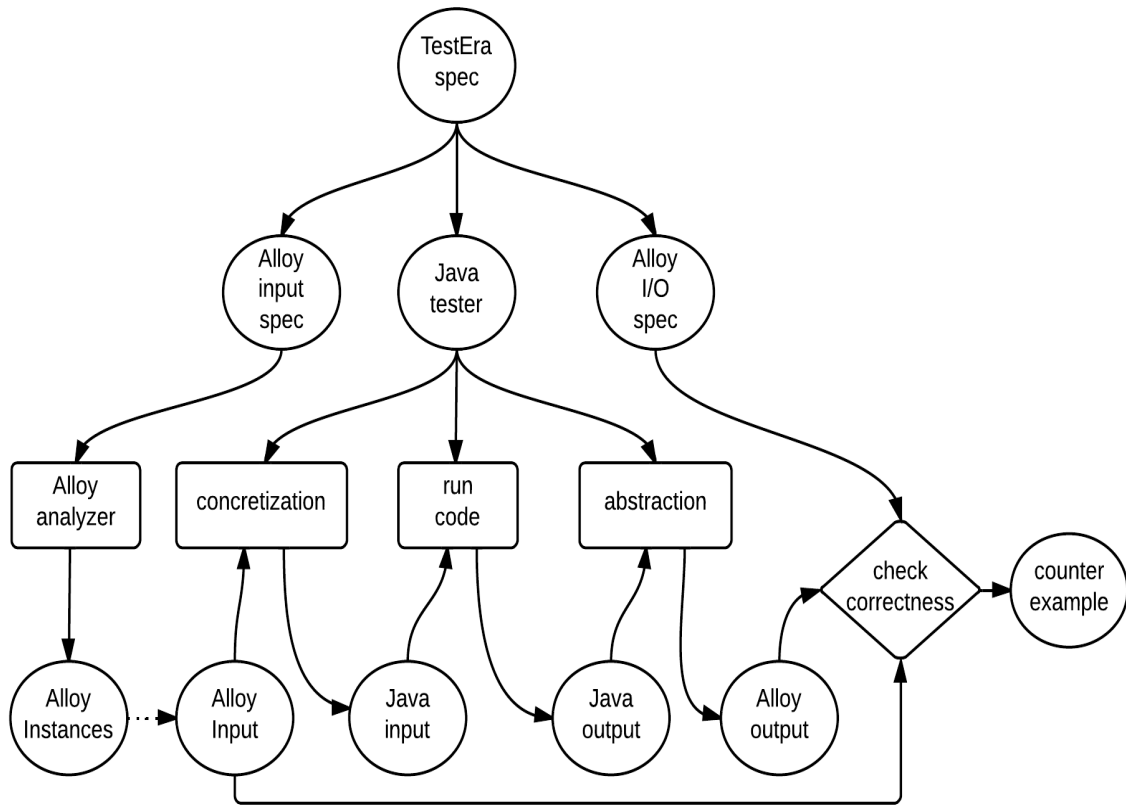 TestEra
spec
Alloy
input
spec
Java
tester
Alloy
I/O
spec
Alloy
analyzer
concretization
run
code
abstraction
check
correctness
counter
example
Alloy
Instances
Alloy
Input
Java
input
Java
output
Alloy
output